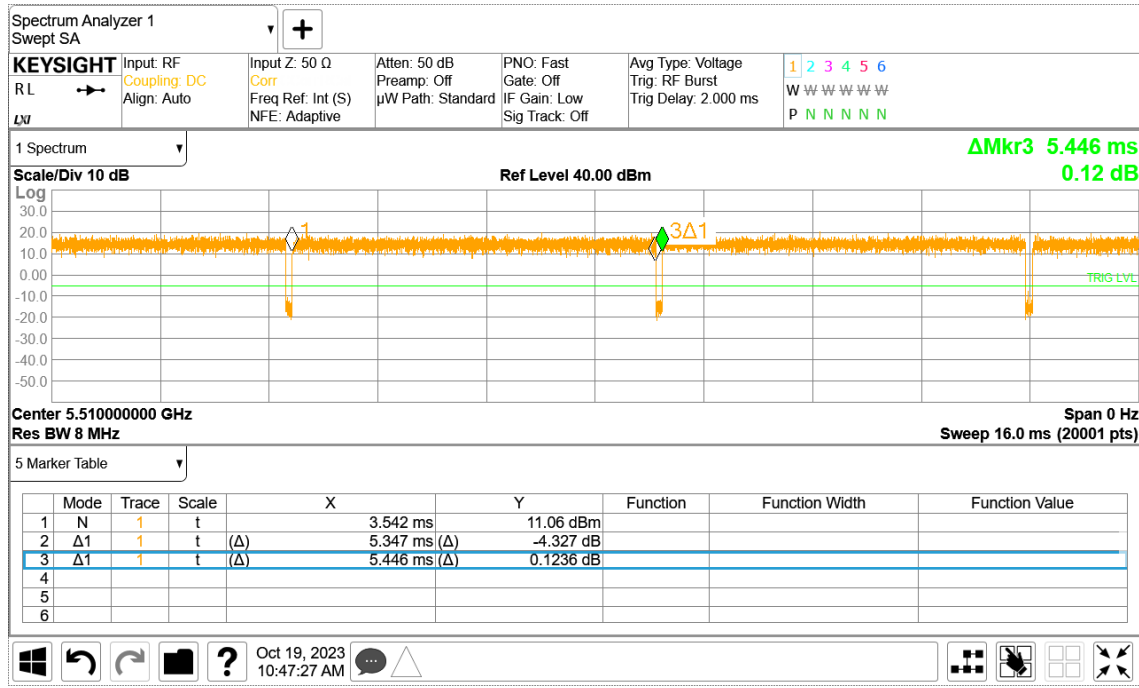 Spectrum Analyzer 1
Swept SA
+
KEYSIGHT
RL
LXI
Input: RF
Coupling: DC
Align: Auto
Input Z: 50 Ω
Corr
Freq Ref: Int (S)
NFE: Adaptive
Atten: 50 dB
Preamp: Off
µW Path: Standard
PNO: Fast
Gate: Off
IF Gain: Low
Sig Track: Off
Avg Type: Voltage
Trig: RF Burst
Trig Delay: 2.000 ms
1 2 3 4 5 6
W W W W W W
P N N N N N
1 Spectrum
ΔMkr3 5.446 ms
0.12 dB
Scale/Div 10 dB
Ref Level 40.00 dBm
Log
30.0
20.0
10.0
0.00
-10.0
-20.0
-30.0
-40.0
-50.0
1
3Δ1
TRIG LVL
Center 5.510000000 GHz
Span 0 Hz
Res BW 8 MHz
Sweep 16.0 ms (20001 pts)
5 Marker Table
Mode Trace Scale X Y Function Function Width Function Value
1 N 1 t 3.542 ms 11.06 dBm
2 Δ1 1 t (Δ) 5.347 ms (Δ) -4.327 dB
3 Δ1 1 t (Δ) 5.446 ms (Δ) 0.1236 dB
4
5
6
?
Oct 19, 2023
10:47:27 AM